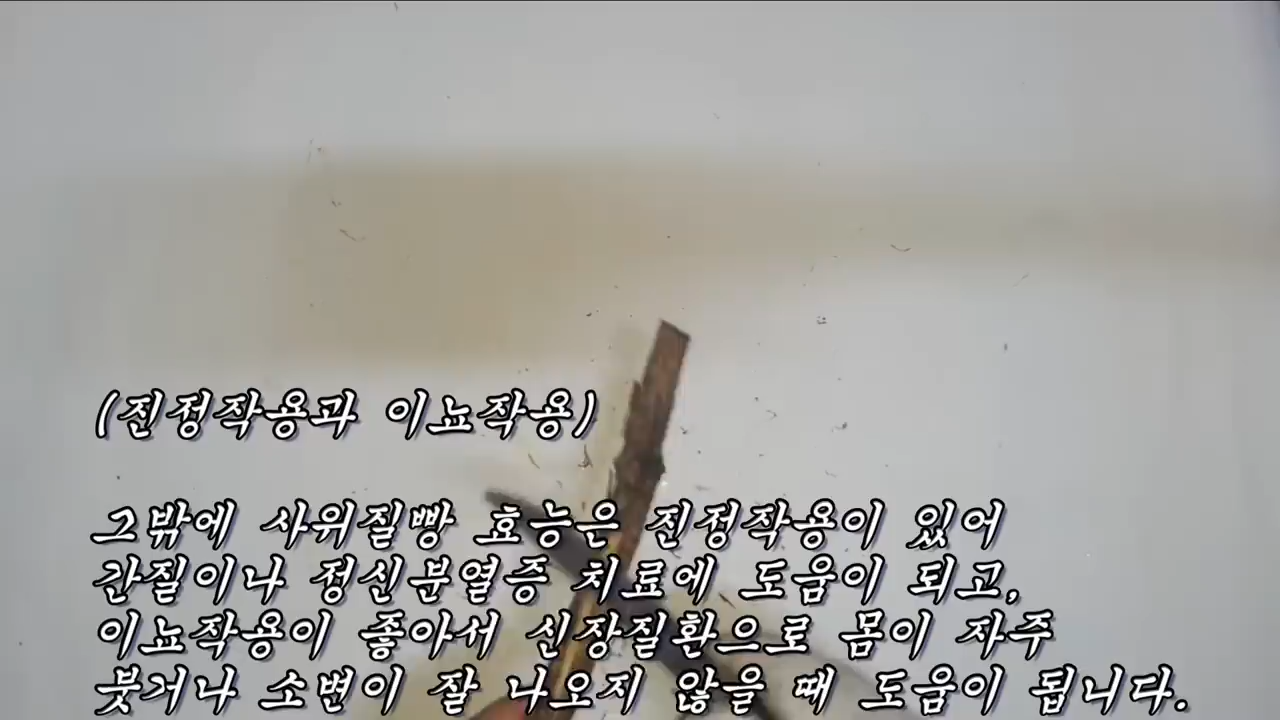 (진정작용과 이뇨작용)
그밖에 사위질빵 효능은 진정작용이 있어
간질이나 정신분열증 치료에 도움이 되고,
이뇨작용이 좋아서 신장질환으로 몸이 자주
붓거나 소변이 잘 나오지 않을 때 도움이 됩니다.